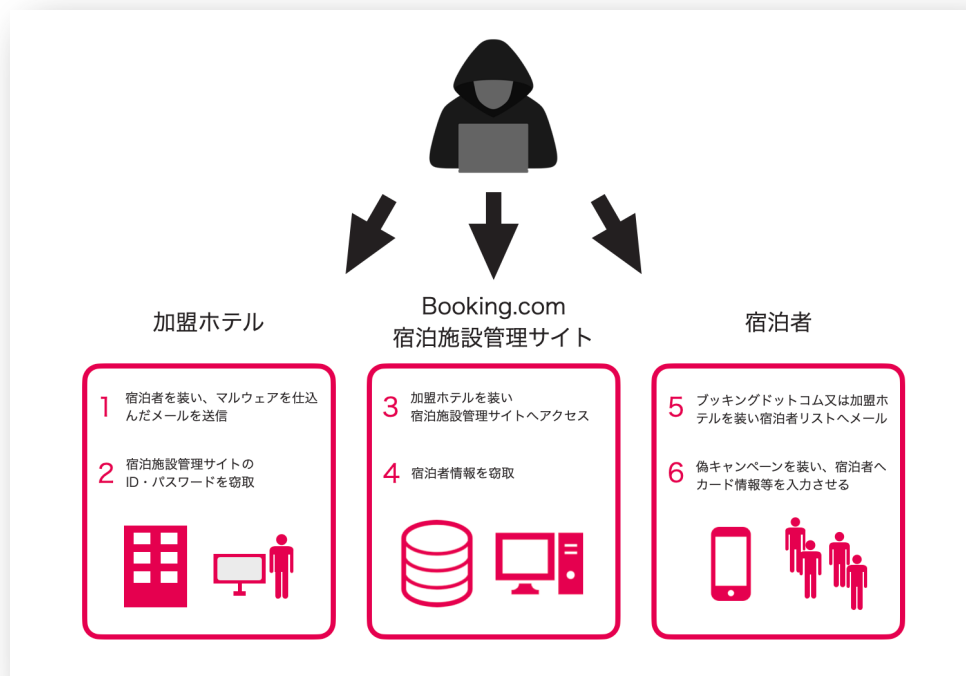 加盟ホテル
Booking.com
宿泊施設管理サイト
宿泊者
1
宿泊者を装い、マルウェアを仕込
んだメールを送信
2
宿泊施設管理サイトの
ID・パスワードを窃取
3
加盟ホテルを装い
宿泊施設管理サイトへアクセス
4
宿泊者情報を窃取
5
ブッキングドットコム又は加盟ホ
テルを装い宿泊者リストへメール
6
偽キャンペーンを装い、宿泊者へ
カード情報等を入力させる